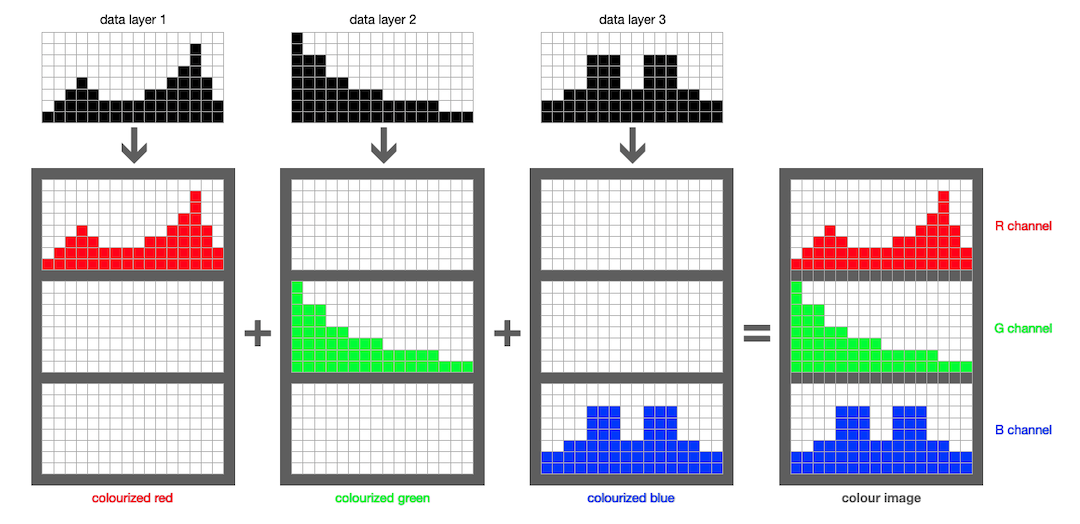 data layer 1
data layer 2
data layer 3
R channel
+
+
=
G channel
B channel
colourized red
colourized green
colourized blue
colour image